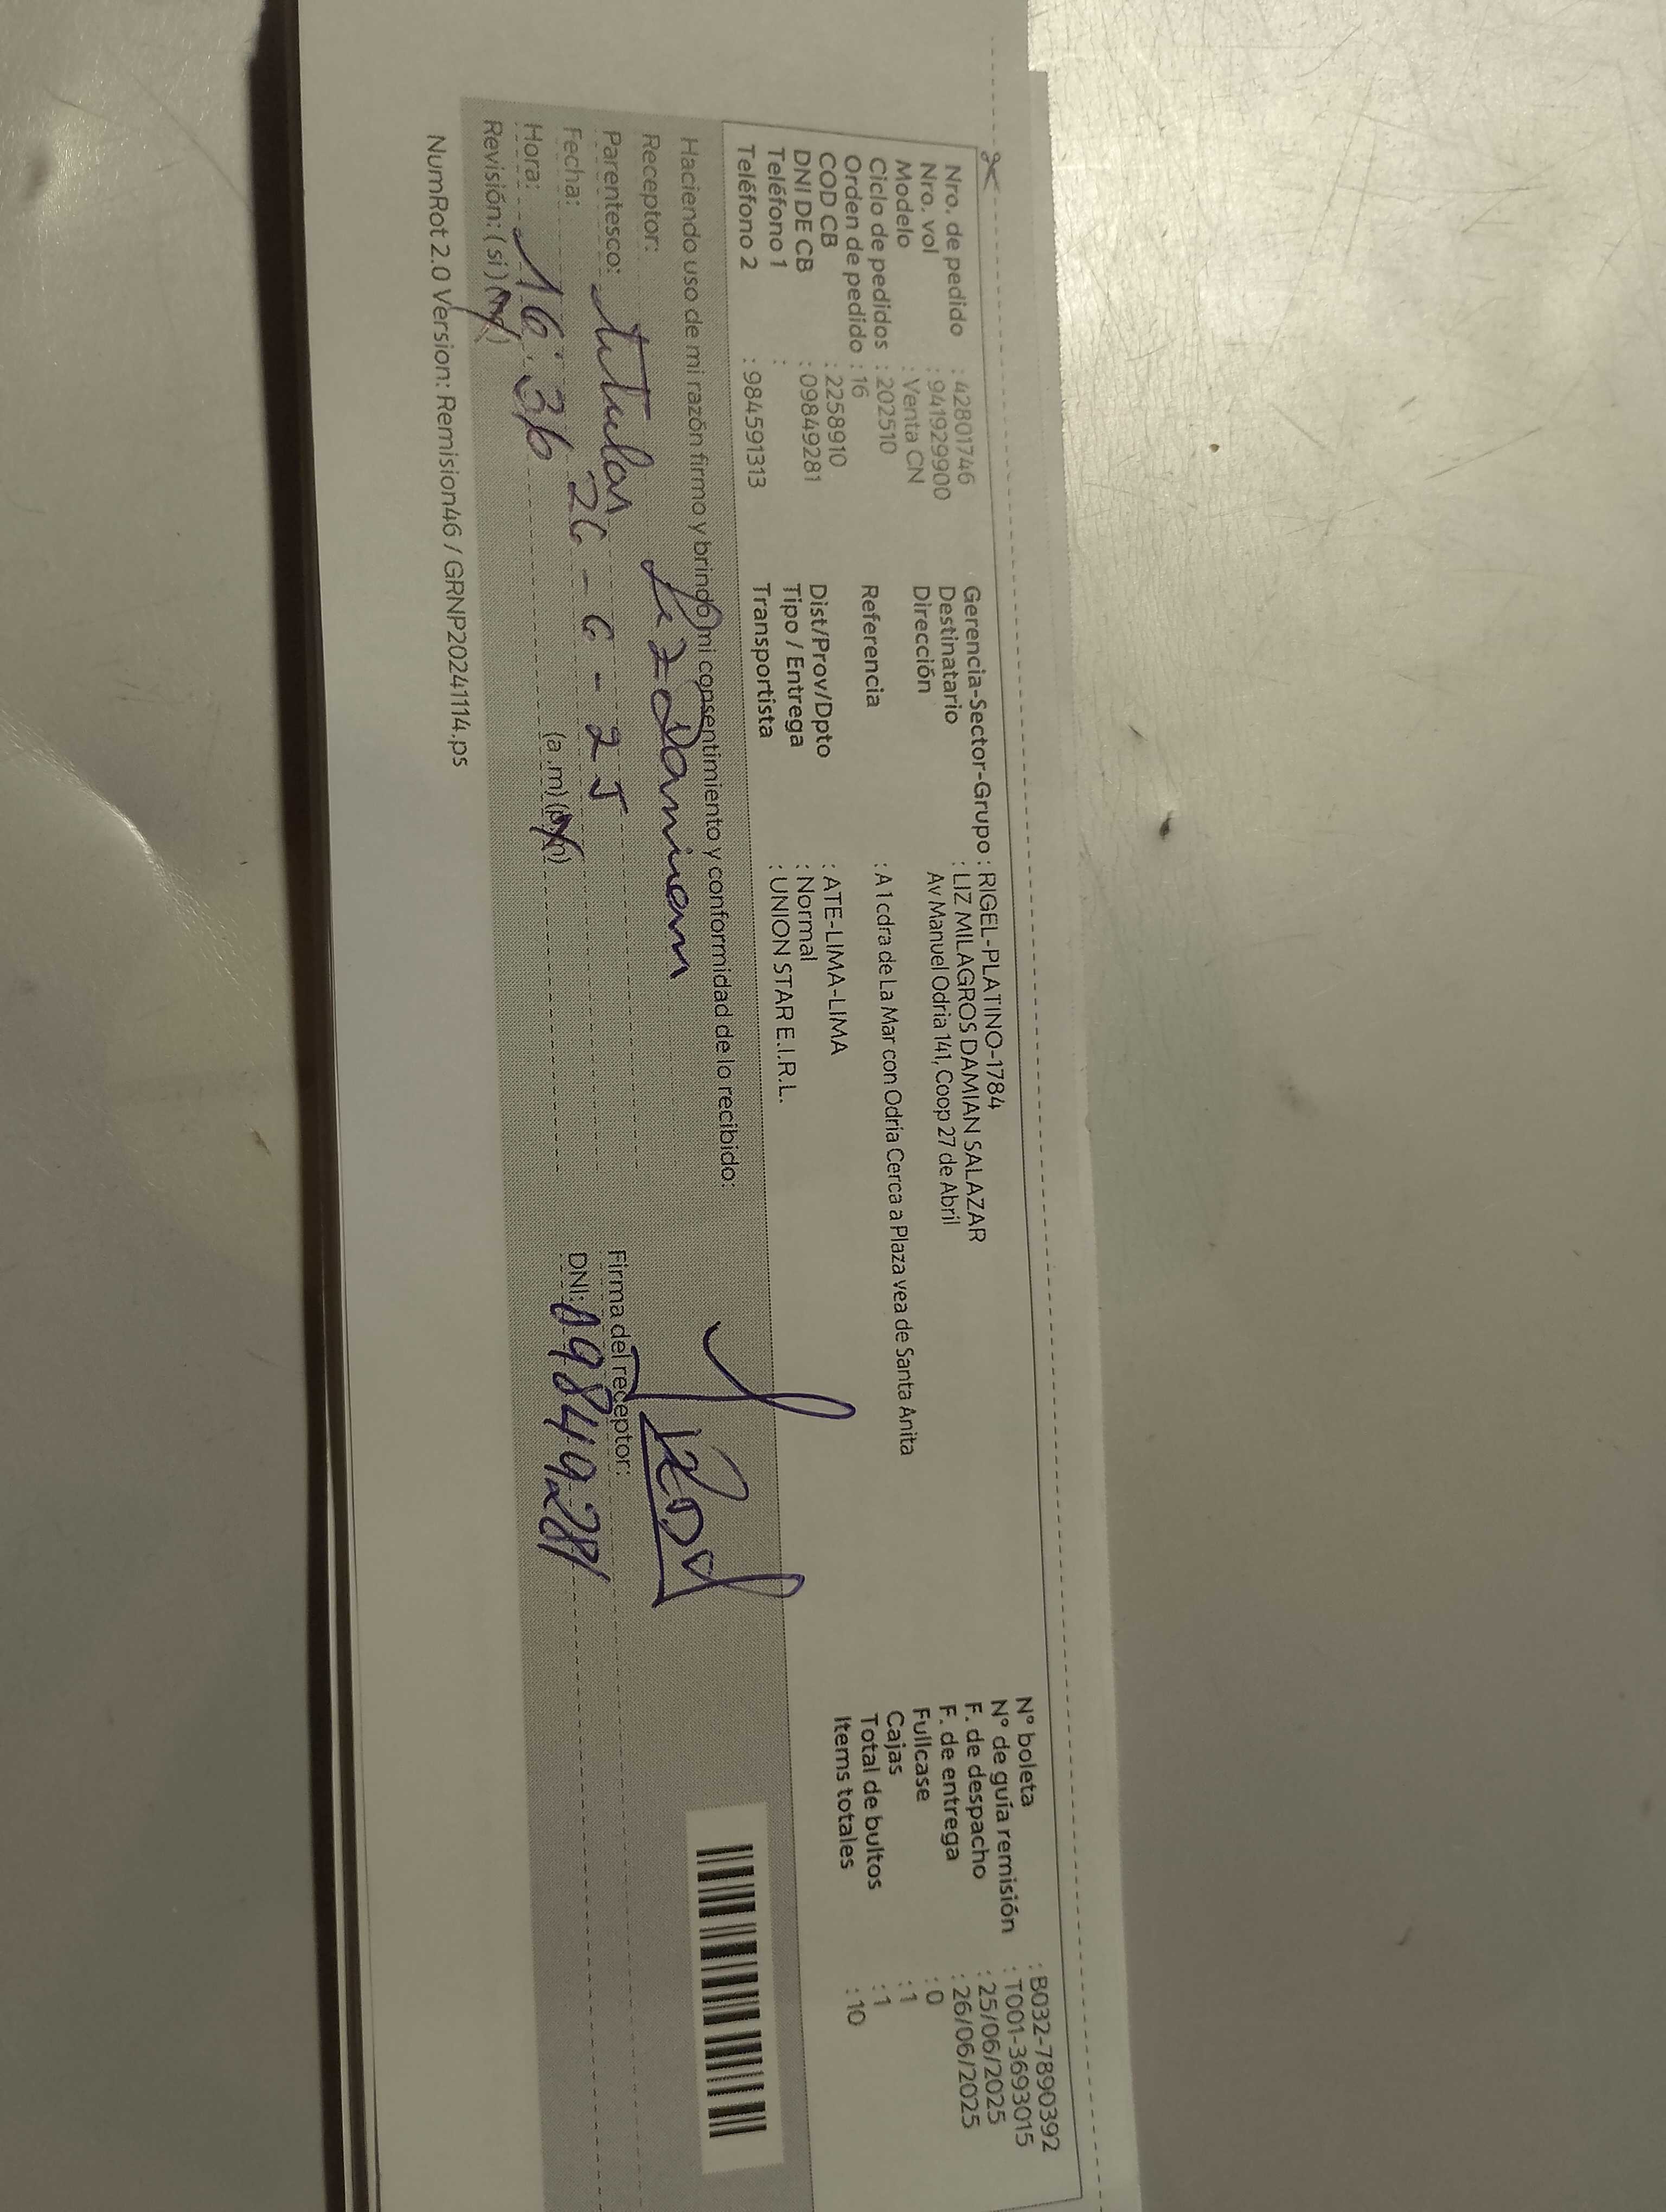 Nro. de pedido : 42801746
Nro. vol : 941929900
Modelo : Venta CN
Ciclo de pedidos : 202510
Orden de pedido : 16
COD CB : 2258910
DNI DE CB : 09849281
Teléfono 1 :
Teléfono 2 : 984591313
Gerencia-Sector-Grupo : RIGEL-PLATINO-1784
Destinatario : LIZ MILAGROS DAMIAN SALAZAR
Dirección Av Manuel Odria 141, Coop 27 de Abril
Referencia : A 1 cdra de La Mar con Odria Cerca a Plaza vea de Santa Anita
Dist/Prov/Dpto : ATE-LIMA-LIMA
Tipo / Entrega : Normal
Transportista : UNION STAR E.I.R.L.
N° boleta : B032-7890392
N° de guía remisión : T001-3693015
F. de despacho : 25/06/2025
F. de entrega : 26/06/2025
Fullcase : 0
Cajas : 1
Total de bultos : 1
Items totales : 10
Haciendo uso de mi razón firmo y brindo mi consentimiento y conformidad de lo recibido:
Receptor: Liz Damian
Parentesco: titular
Fecha: 26 - 6 - 25
Hora: 16:36 (a.m) (p.m)
Revisión: ( si ) (no)
Firma del receptor:
DNI: 09849281
NumRot 2.0 Version: Remision46 / GRNP20241114.ps